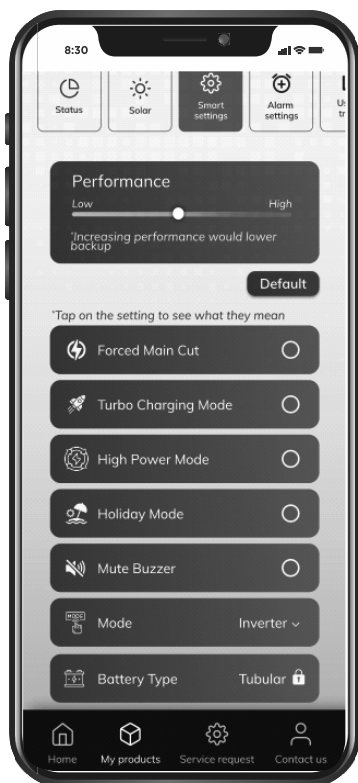 8:30
Status
Solar
Smart
settings
Alarm
settings
Performance
Low High
*Increasing performance would lower
backup
Default
*Tap on the setting to see what they mean
Forced Main Cut
Turbo Charging Mode
High Power Mode
Holiday Mode
Mute Buzzer
MODE
Mode Inverter
Battery Type Tubular
Home My products Service request Contact us